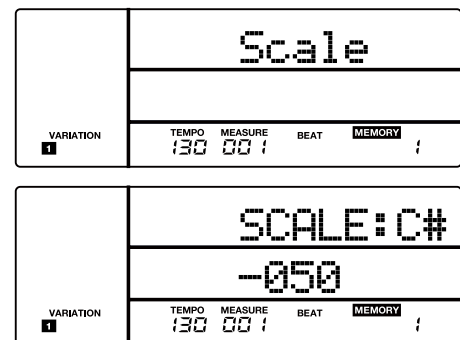 Scale
VARIATION TEMPO MEASURE BEAT MEMORY
1 130 001 1
SCALE:C#
-050
VARIATION TEMPO MEASURE BEAT MEMORY
1 130 001 1